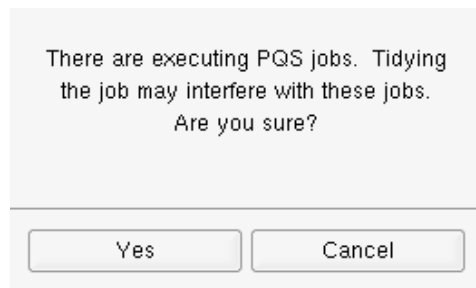 There are executing PQS jobs.  Tidying
the job may interfere with these jobs.
Are you sure?
Yes
Cancel